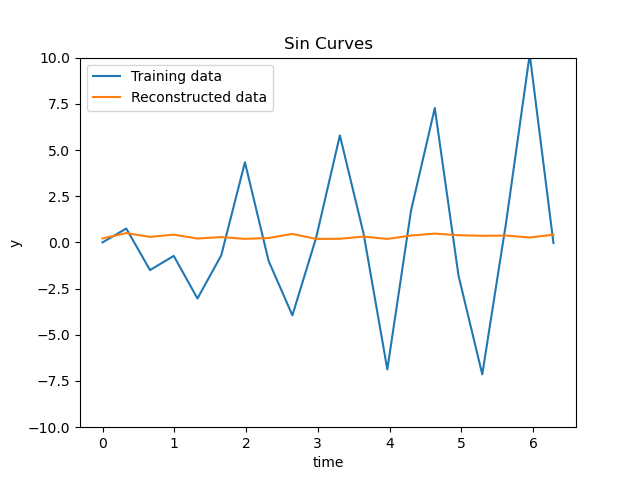 Sin Curves
Training data
Reconstructed data
10.0
7.5
5.0
2.5
0.0
−2.5
−5.0
−7.5
−10.0
y
0 1 2 3 4 5 6
time